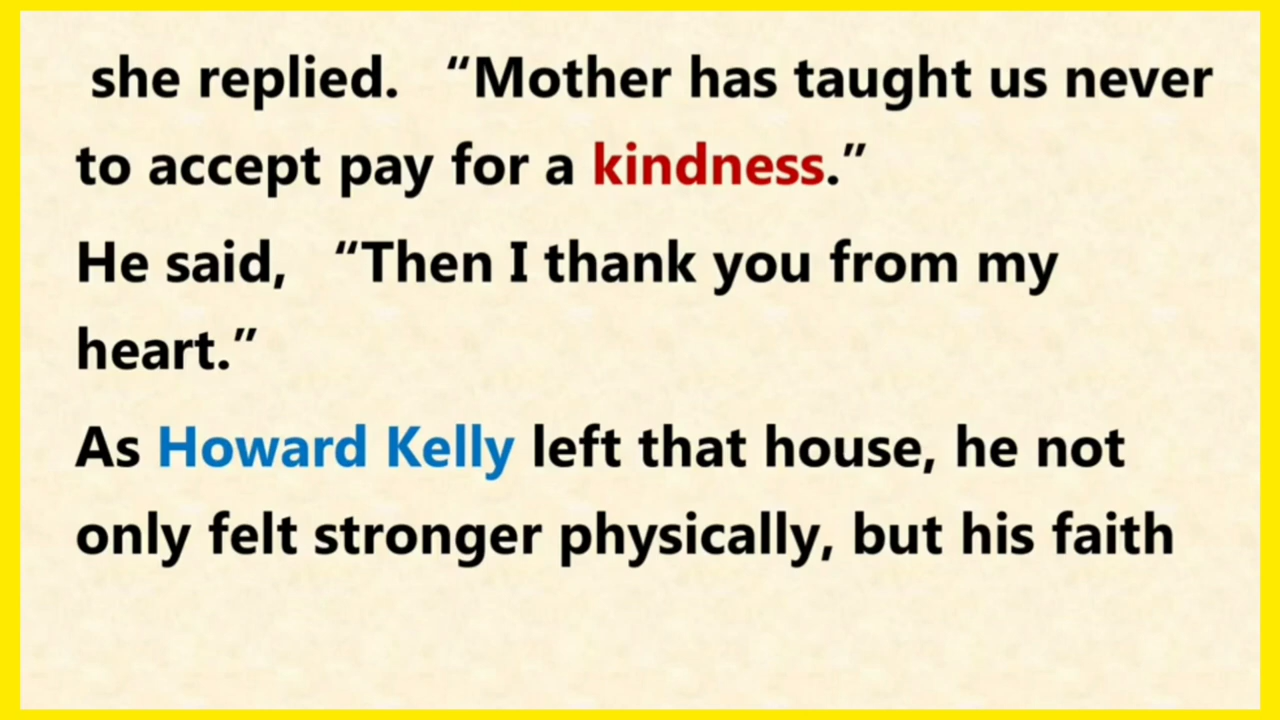 she replied. “Mother has taught us never
to accept pay for a kindness.”
He said, “Then I thank you from my
heart.”
As Howard Kelly left that house, he not
only felt stronger physically, but his faith